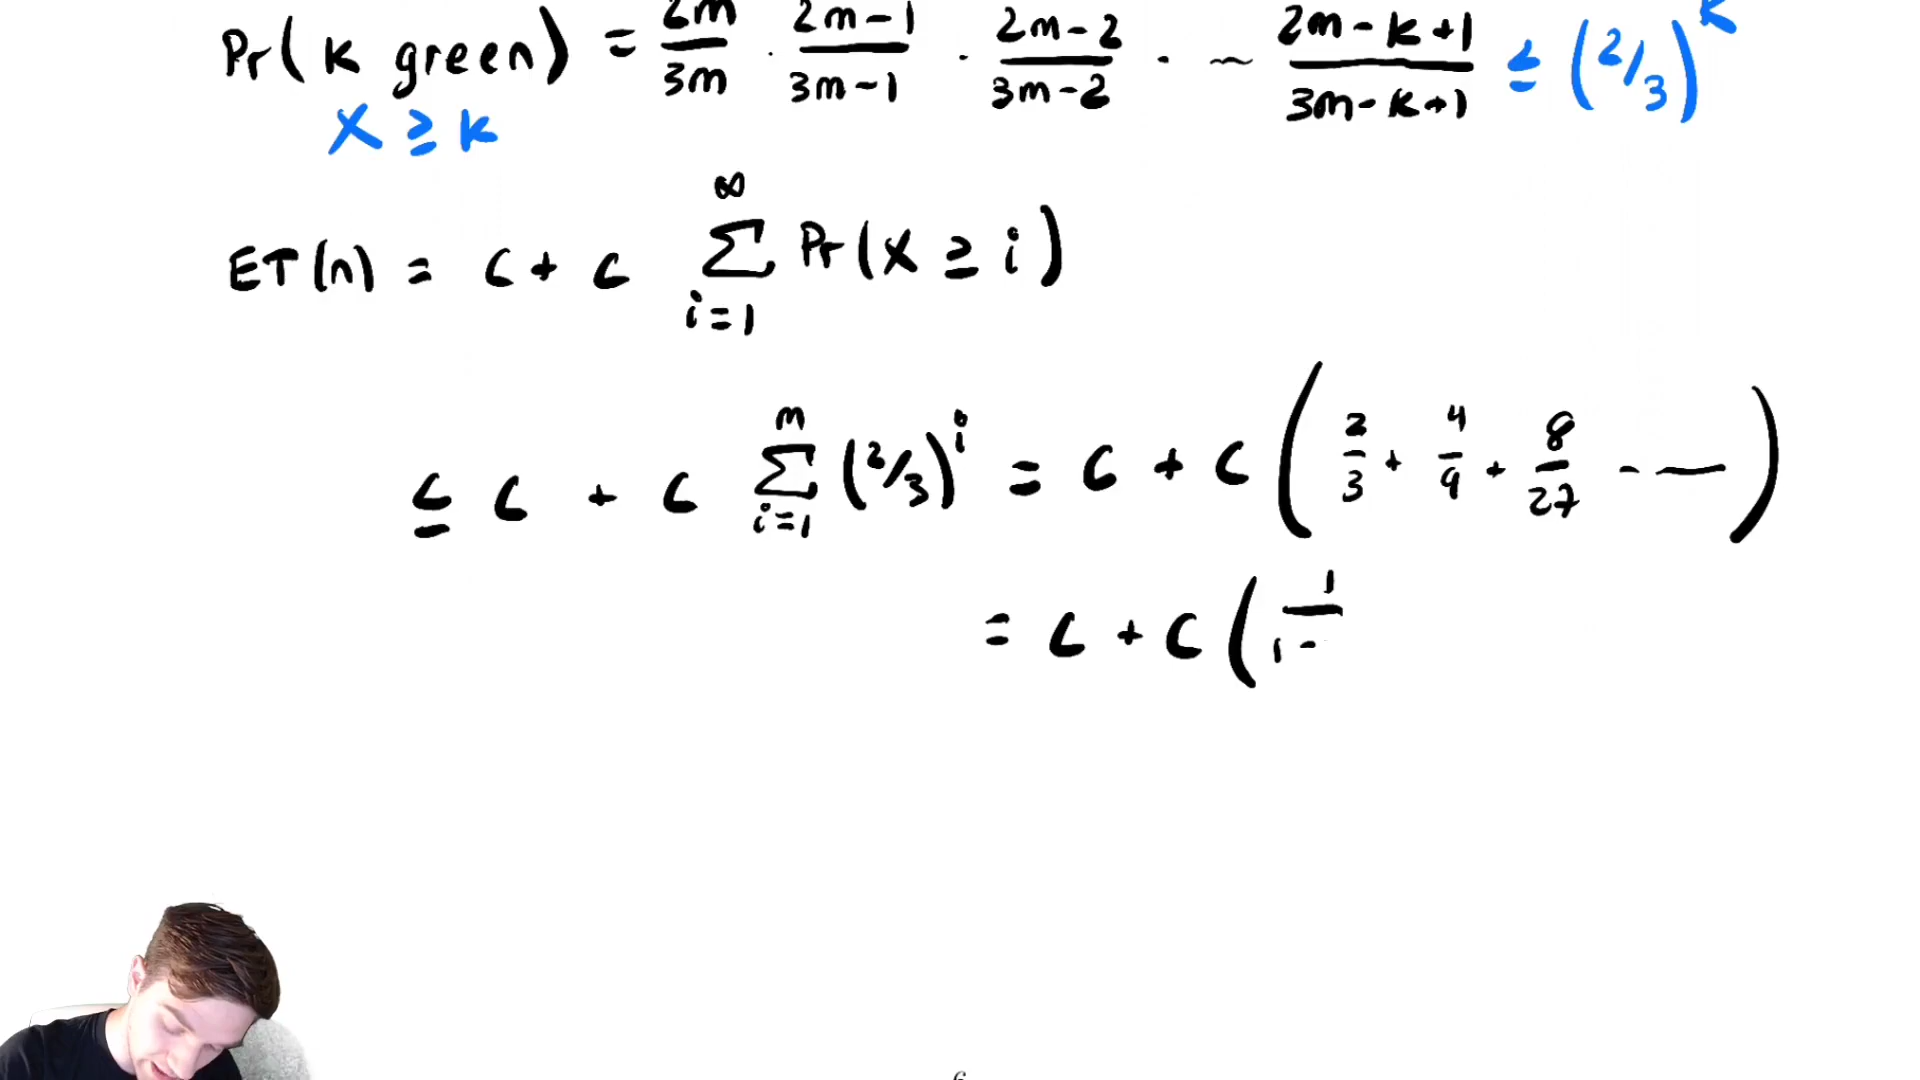 Pr(k green) = 2m/3m · (2m-1)/(3m-1) · (2m-2)/(3m-2) · ~ (2m-k+1)/(3m-k+1) ≤ (2/3)^k
X ≥ k
ET(n) = c + c ∞∑i=1 Pr(X ≥ i)
≤ c + c m∑i=1 (2/3)^i = c + c (2/3 + 4/9 + 8/27 - —)
= c + c (1/1-
6